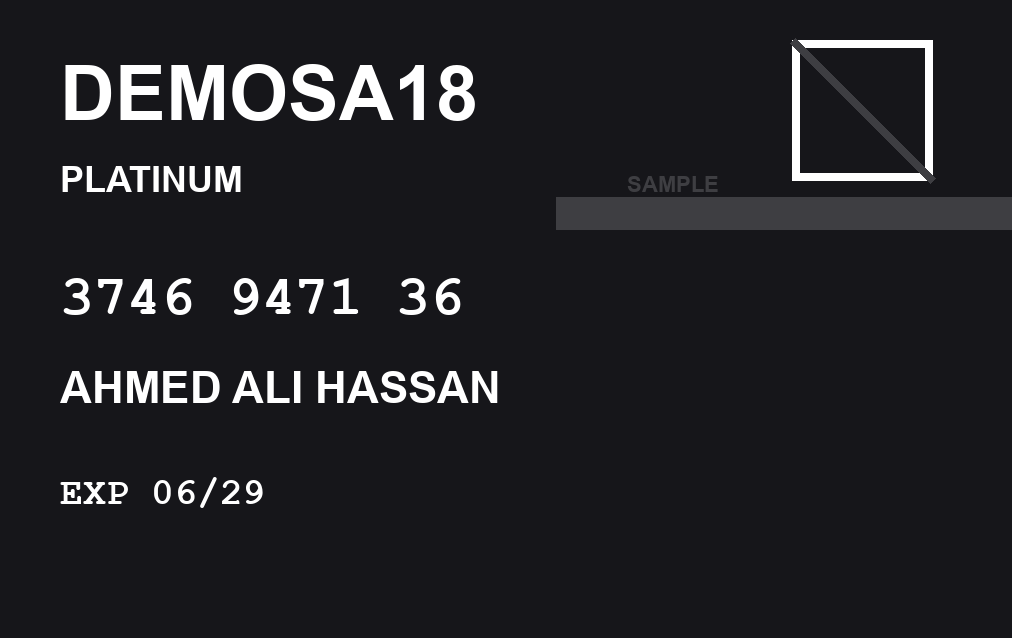 DEMOSA18
PLATINUM
SAMPLE
3746 9471 36
AHMED ALI HASSAN
EXP 06/29